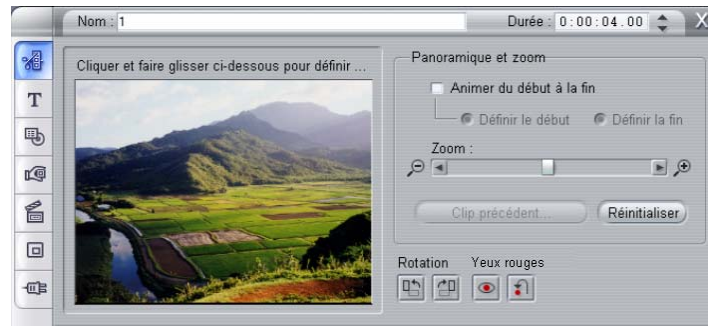 Nom : 1
Durée : 0:00:04.00
X
Cliquer et faire glisser ci-dessous pour définir ...
Panoramique et zoom
Animer du début à la fin
Définir le début
Définir la fin
Zoom :
Clip précédent...
Réinitialiser
Rotation
Yeux rouges
T